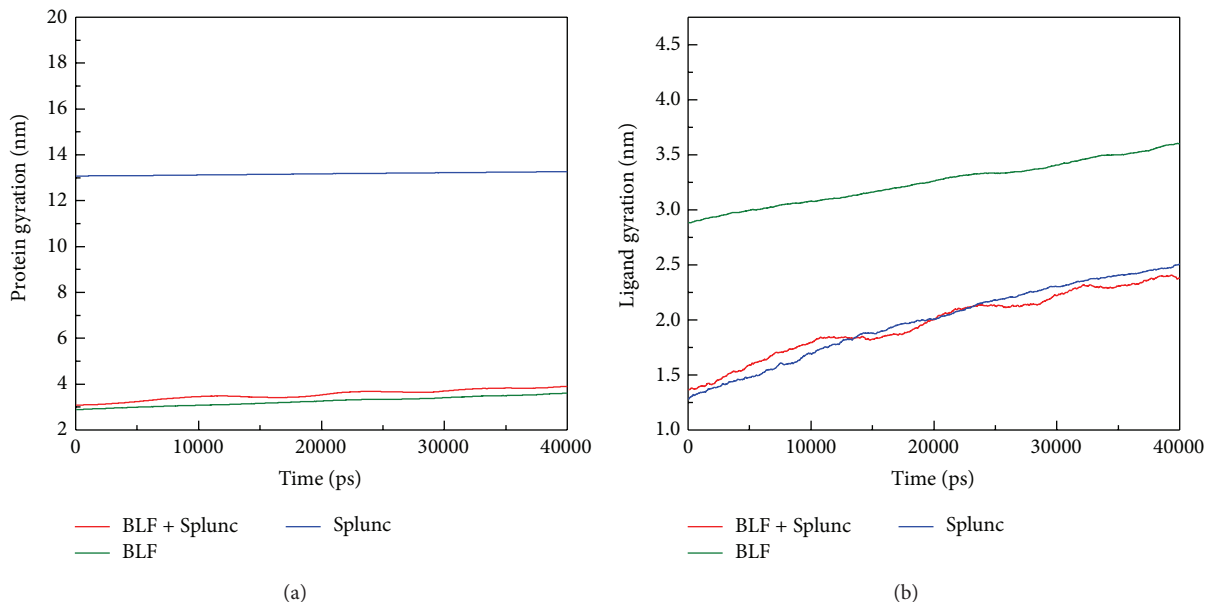 20
18
16
14
12
10
8
6
4
2
Protein gyration (nm)
0 10000 20000 30000 40000
Time (ps)
BLF + Splunc Splunc
BLF
(a)
4.5
4.0
3.5
3.0
2.5
2.0
1.5
1.0
Ligand gyration (nm)
0 10000 20000 30000 40000
Time (ps)
BLF + Splunc Splunc
BLF
(b)